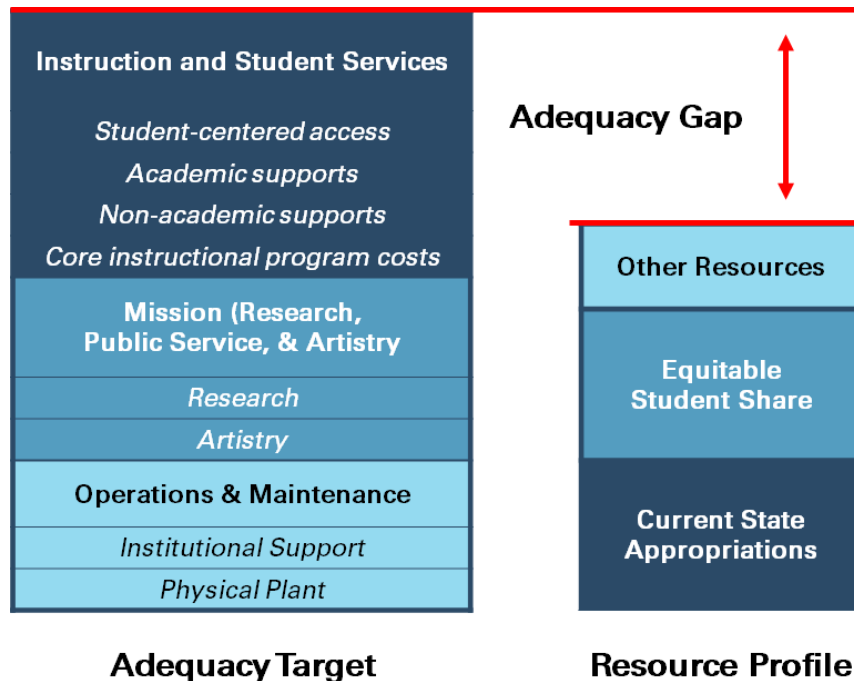 Instruction and Student Services
Student-centered access
Academic supports
Non-academic supports
Core instructional program costs
Mission (Research,
Public Service, & Artistry
Research
Artistry
Operations & Maintenance
Institutional Support
Physical Plant
Adequacy Target
Adequacy Gap
Other Resources
Equitable
Student Share
Current State
Appropriations
Resource Profile